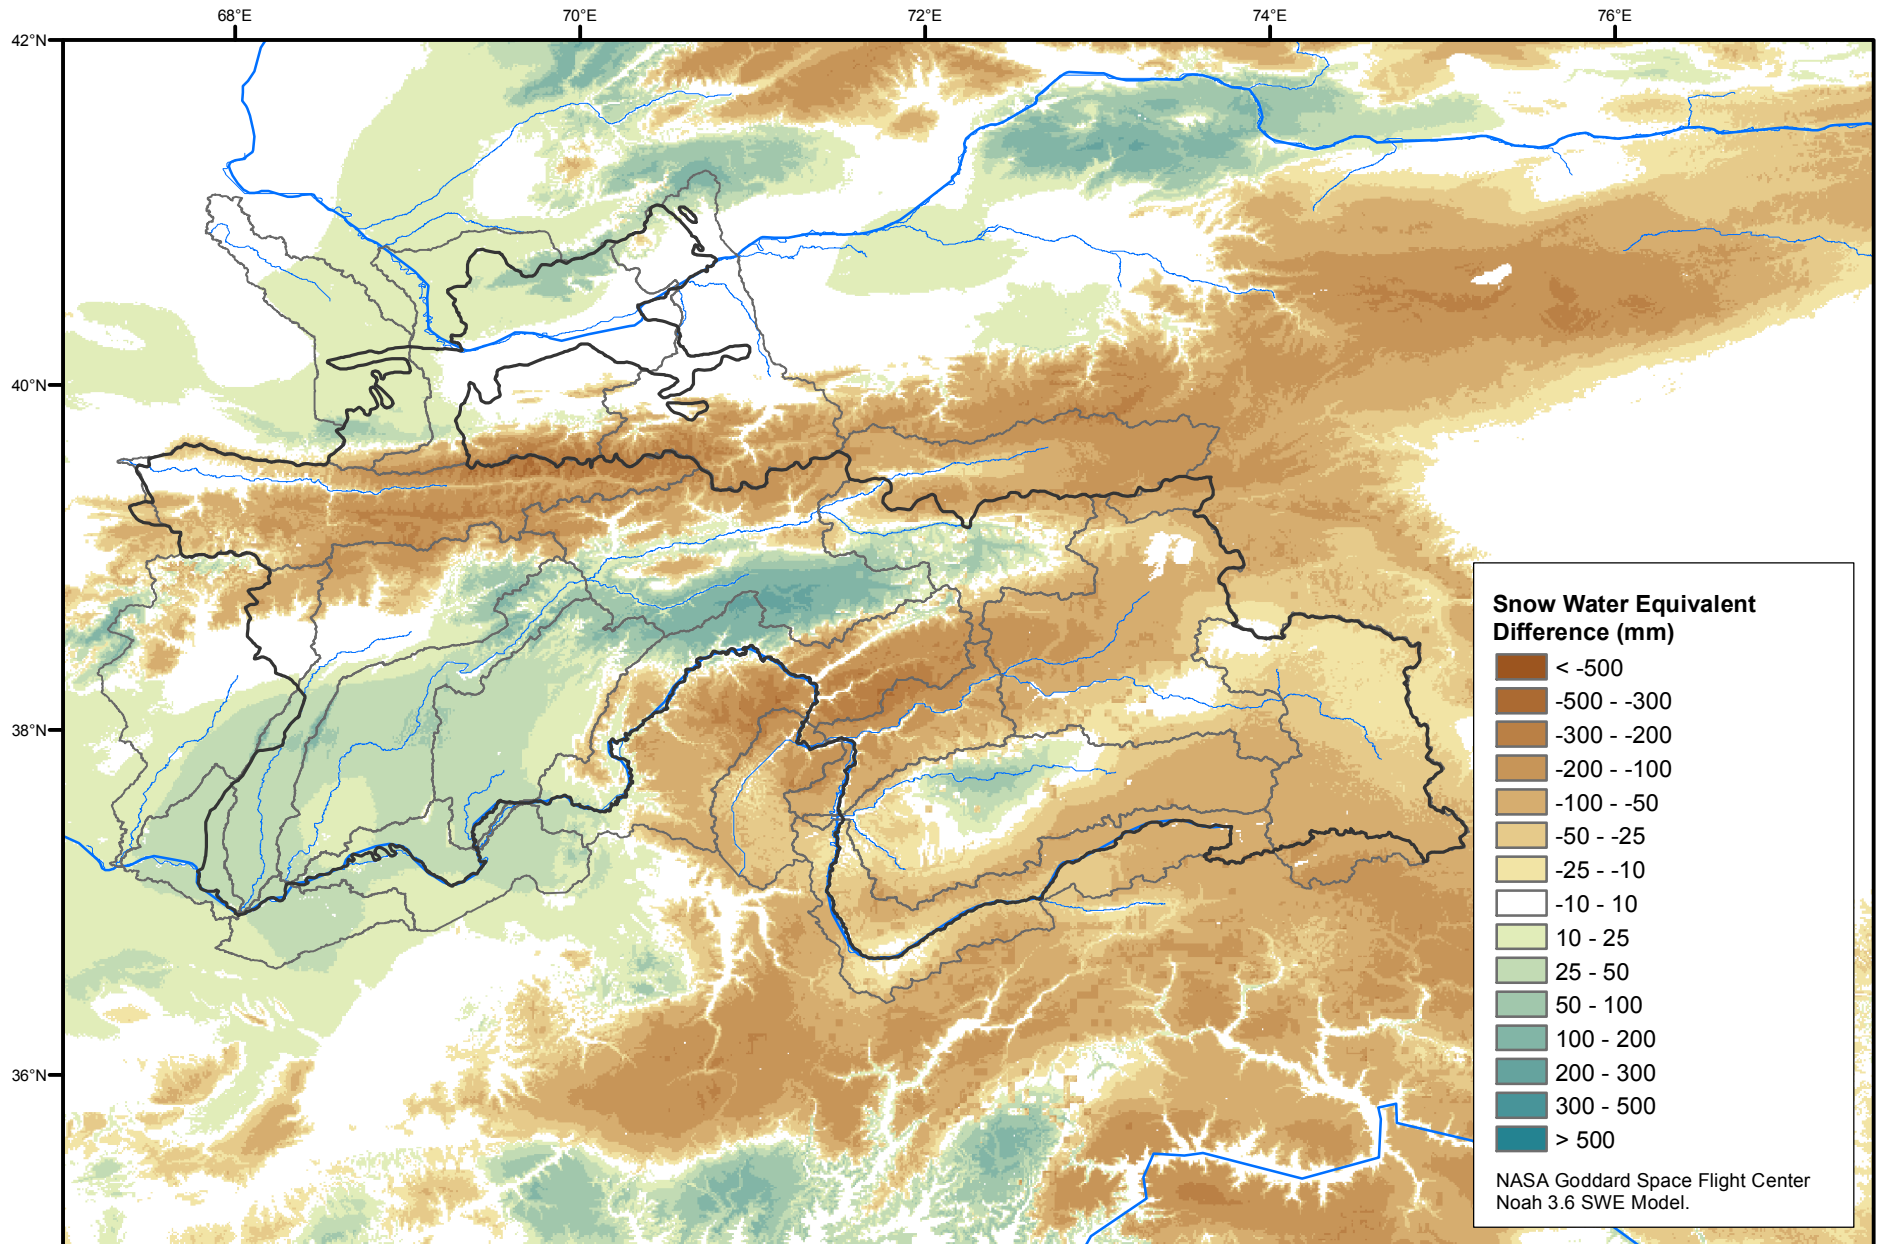 68°E 70°E 72°E 74°E 76°E
42°N
40°N
38°N
36°N
Snow Water Equivalent
Difference (mm)
< -500
-500 - -300
-300 - -200
-200 - -100
-100 - -50
-50 - -25
-25 - -10
-10 - 10
10 - 25
25 - 50
50 - 100
100 - 200
200 - 300
300 - 500
> 500
NASA Goddard Space Flight Center
Noah 3.6 SWE Model.